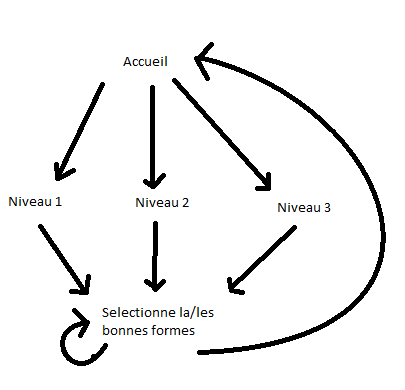 Accueil
Niveau 1
Niveau 2
Niveau 3
Selectionne la/les
bonnes formes